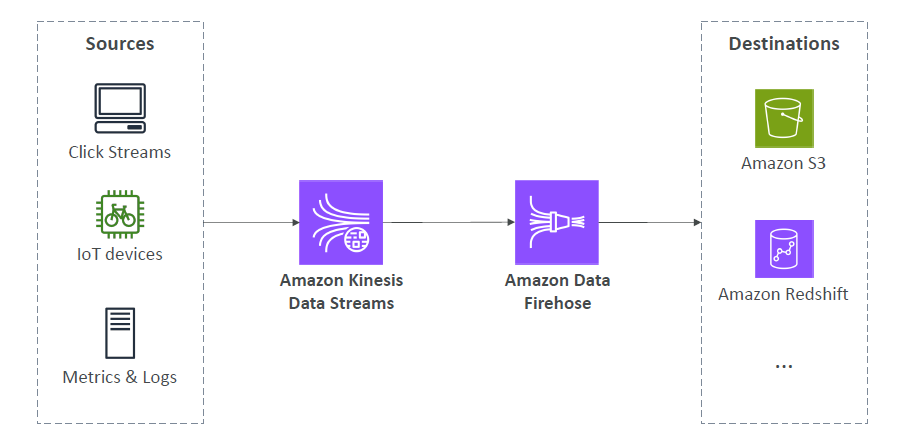 Sources
Click Streams
IoT devices
Metrics & Logs
Amazon Kinesis
Data Streams
Amazon Data
Firehose
Destinations
Amazon S3
Amazon Redshift
...